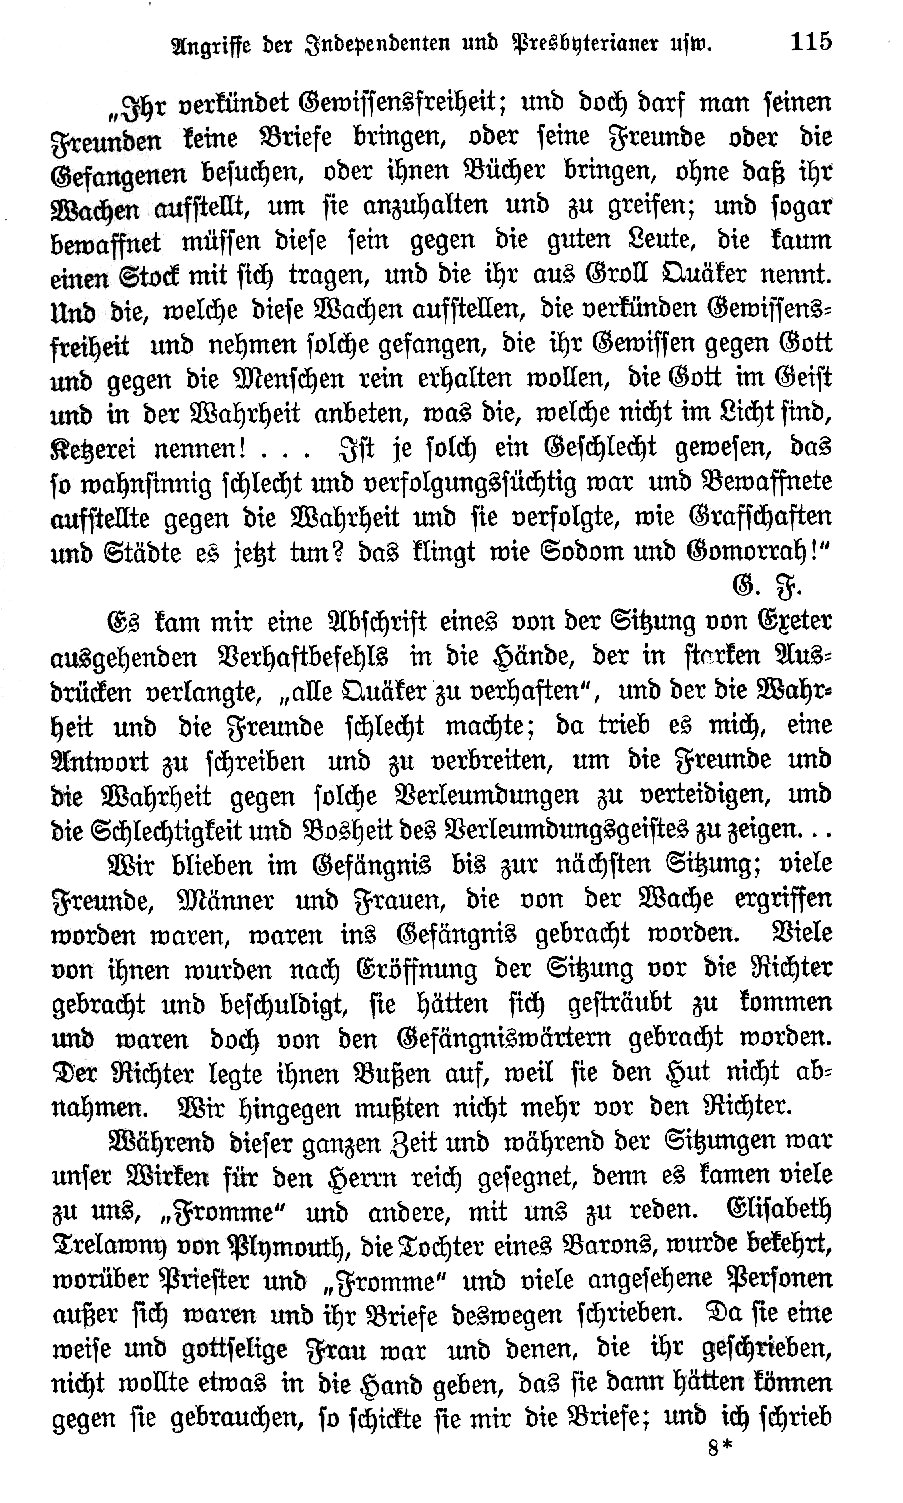 Angriffe der Independenten und Presbyterianer usw. 115
„Ihr verkündet Gewissensfreiheit; und doch darf man seinen
Freunden keine Briefe bringen, oder seine Freunde oder die
Gefangenen besuchen, oder ihnen Bücher bringen, ohne daß ihr
Wachen aufstellt, um sie anzuhalten und zu greifen; und sogar
bewaffnet müssen diese sein gegen die guten Leute, die kaum
einen Stock mit sich tragen, und die ihr aus Groll Quäker nennt.
Und die, welche diese Wachen aufstellen, die verkünden Gewissens-
freiheit und nehmen solche gefangen, die ihr Gewissen gegen Gott
und gegen die Menschen rein erhalten wollen, die Gott im Geist
und in der Wahrheit anbeten, was die, welche nicht im Licht sind,
Ketzerei nennen! . . . Ist je solch ein Geschlecht gewesen, das
so wahnsinnig schlecht und verfolgungssüchtig war und Bewaffnete
aufstellte gegen die Wahrheit und sie verfolgte, wie Grafschaften
und Städte es jetzt tun? das klingt wie Sodom und Gomorrah!“
G. F.
Es kam mir eine Abschrift eines von der Sitzung von Exeter
ausgehenden Verhaftbefehls in die Hände, der in starken Aus-
drücken verlangte, „alle Quäker zu verhaften“, und der die Wahr-
heit und die Freunde schlecht machte; da trieb es mich, eine
Antwort zu schreiben und zu verbreiten, um die Freunde und
die Wahrheit gegen solche Verleumdungen zu verteidigen, und
die Schlechtigkeit und Bosheit des Verleumdungsgeistes zu zeigen. . .
Wir blieben im Gefängnis bis zur nächsten Sitzung; viele
Freunde, Männer und Frauen, die von der Wache ergriffen
worden waren, waren ins Gefängnis gebracht worden. Viele
von ihnen wurden nach Eröffnung der Sitzung vor die Richter
gebracht und beschuldigt, sie hätten sich gesträubt zu kommen
und waren doch von den Gefängniswärtern gebracht worden.
Der Richter legte ihnen Bußen auf, weil sie den Hut nicht ab-
nahmen. Wir hingegen mußten nicht mehr vor den Richter.
Während dieser ganzen Zeit und während der Sitzungen war
unser Wirken für den Herrn reich gesegnet, denn es kamen viele
zu uns, „Fromme“ und andere, mit uns zu reden. Elisabeth
Trelawny von Plymouth, die Tochter eines Barons, wurde bekehrt,
worüber Priester und „Fromme“ und viele angesehene Personen
außer sich waren und ihr Briefe deswegen schrieben. Da sie eine
weise und gottselige Frau war und denen, die ihr geschrieben,
nicht wollte etwas in die Hand geben, das sie dann hätten können
gegen sie gebrauchen, so schickte sie mir die Briefe; und ich schrieb
8*